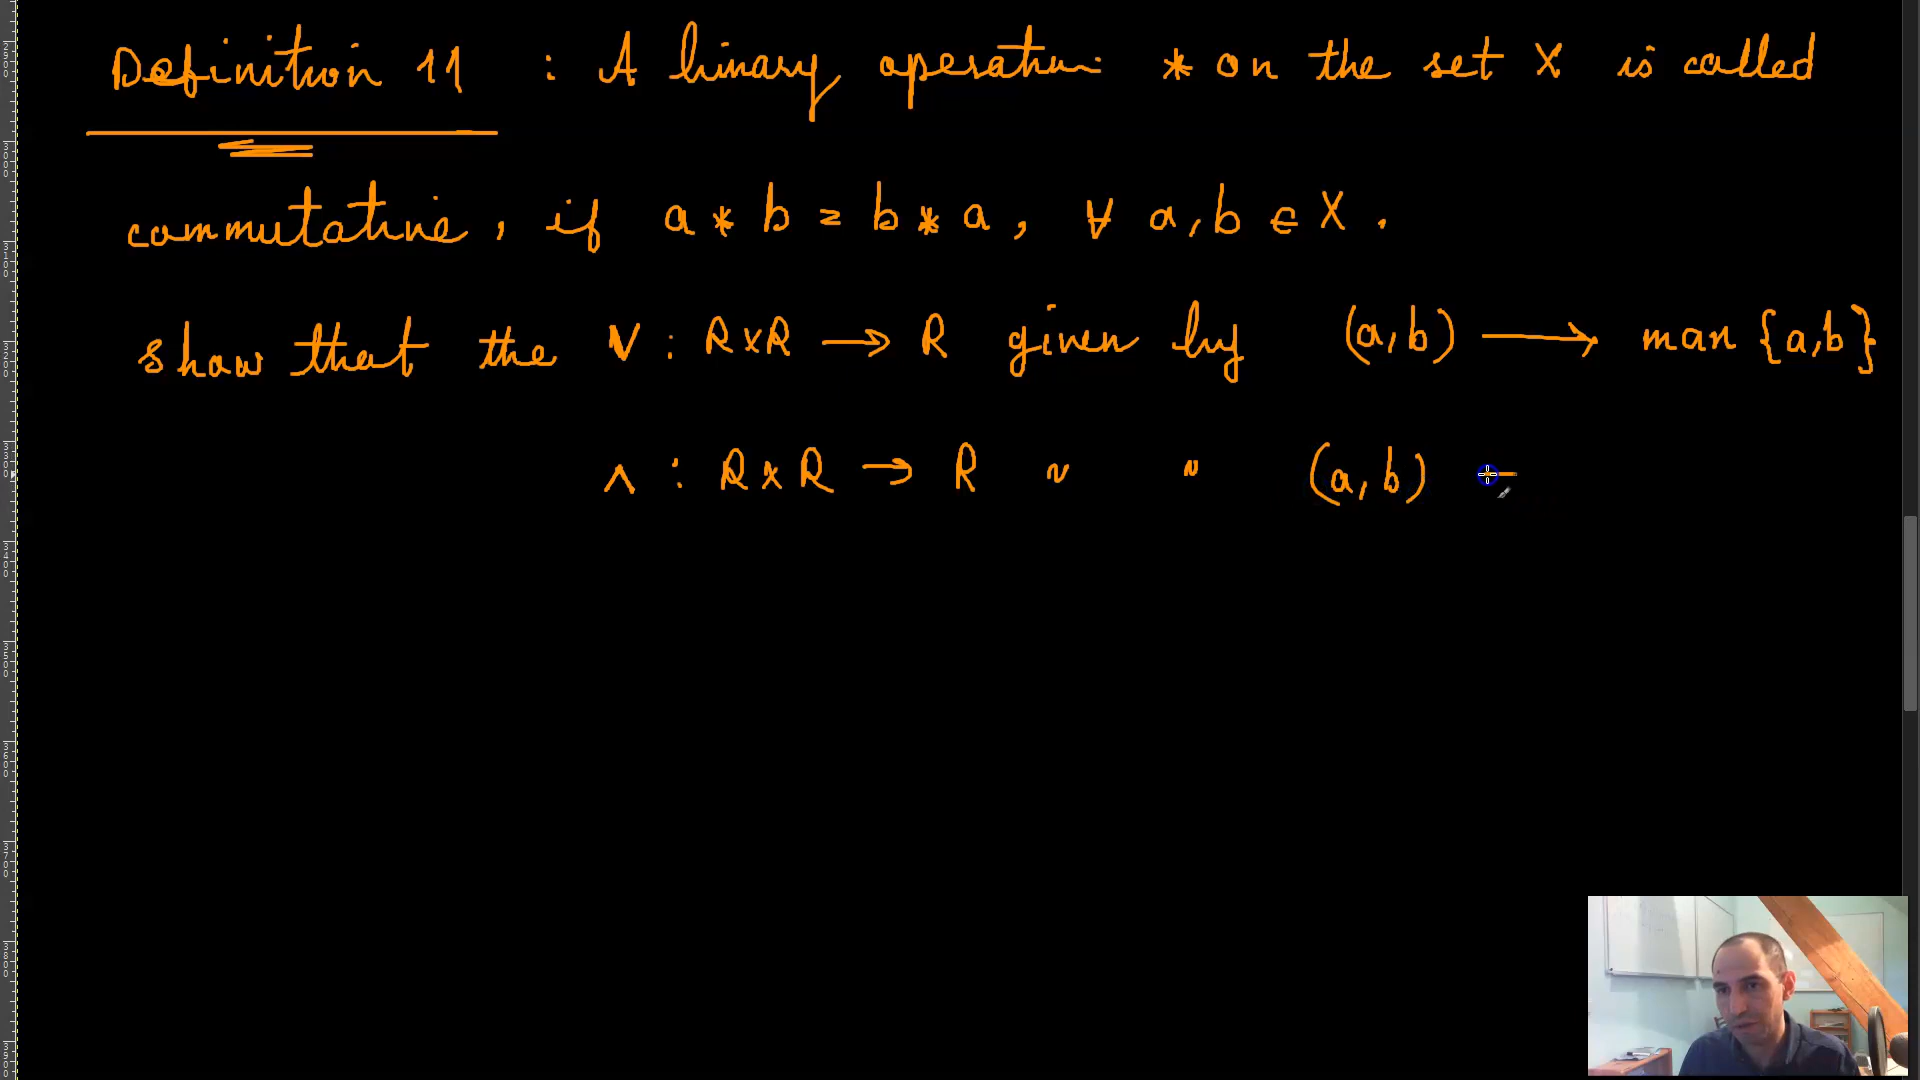 Definition 11 : A binary operation * on the set X is called
commutative, if a * b = b * a, ∀ a, b ∈ X.
show that the ∨ : R×R → R given by (a,b) → max {a,b}
∧ : R×R → R " " (a,b) -